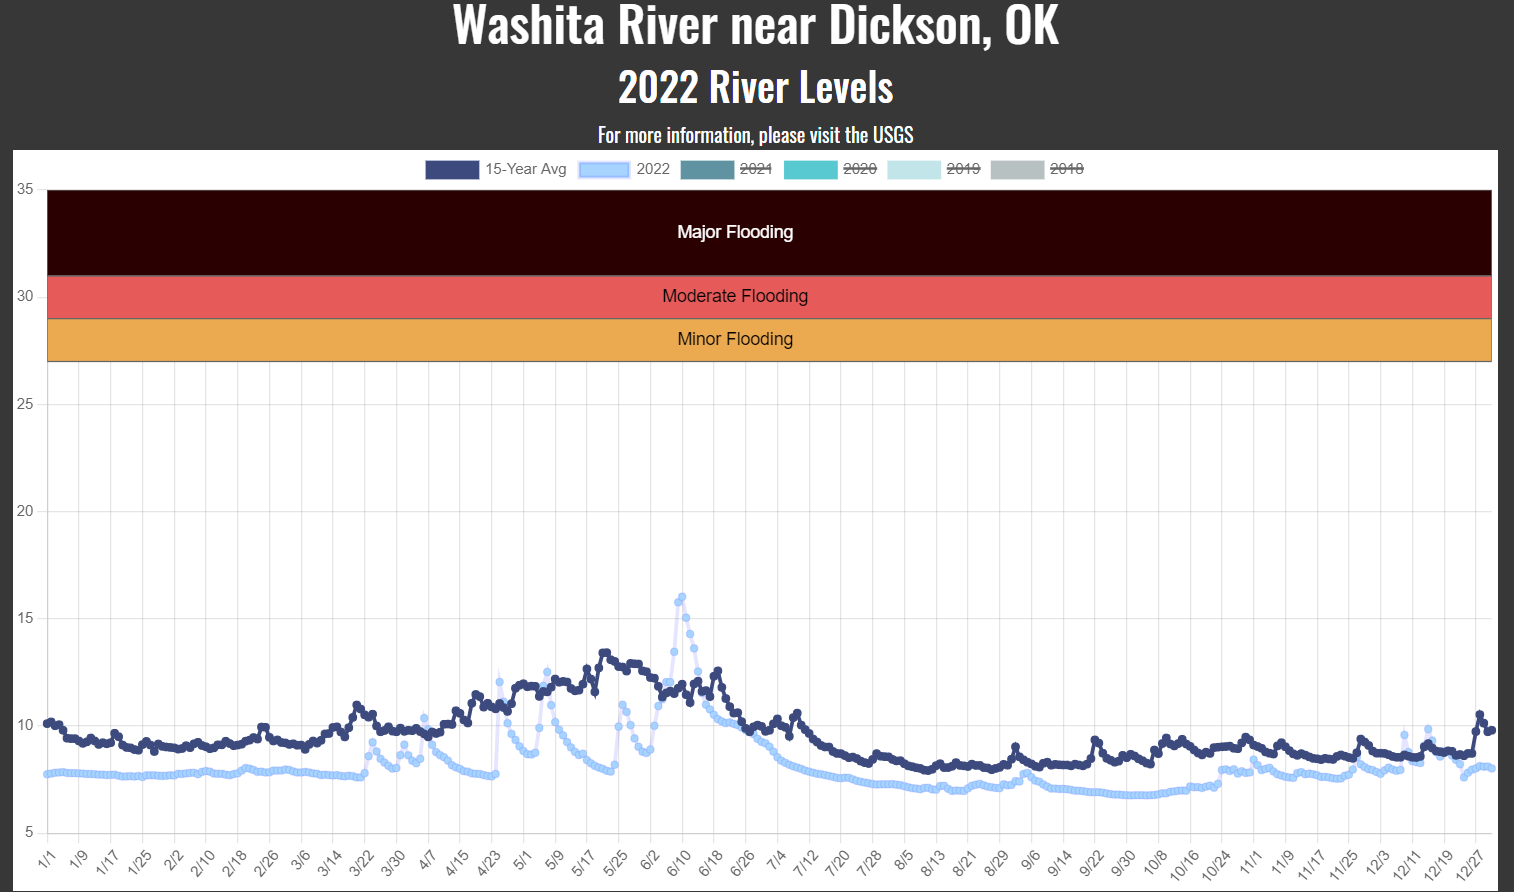 Washita River near Dickson, OK
2022 River Levels
For more information, please visit the USGS
15-Year Avg 2022 2021 2020 2019 2018
35
Major Flooding
30
Moderate Flooding
Minor Flooding
25
20
15
10
5
1/1 1/9 1/17 1/25 2/2 2/10 2/18 2/26 3/6 3/14 3/22 3/30 4/7 4/15 4/23 5/1 5/9 5/17 5/25 6/2 6/10 6/18 6/26 7/4 7/12 7/20 7/28 8/5 8/13 8/21 8/29 9/6 9/14 9/22 9/30 10/8 10/16 10/24 11/1 11/9 11/17 11/25 12/3 12/11 12/19 12/27